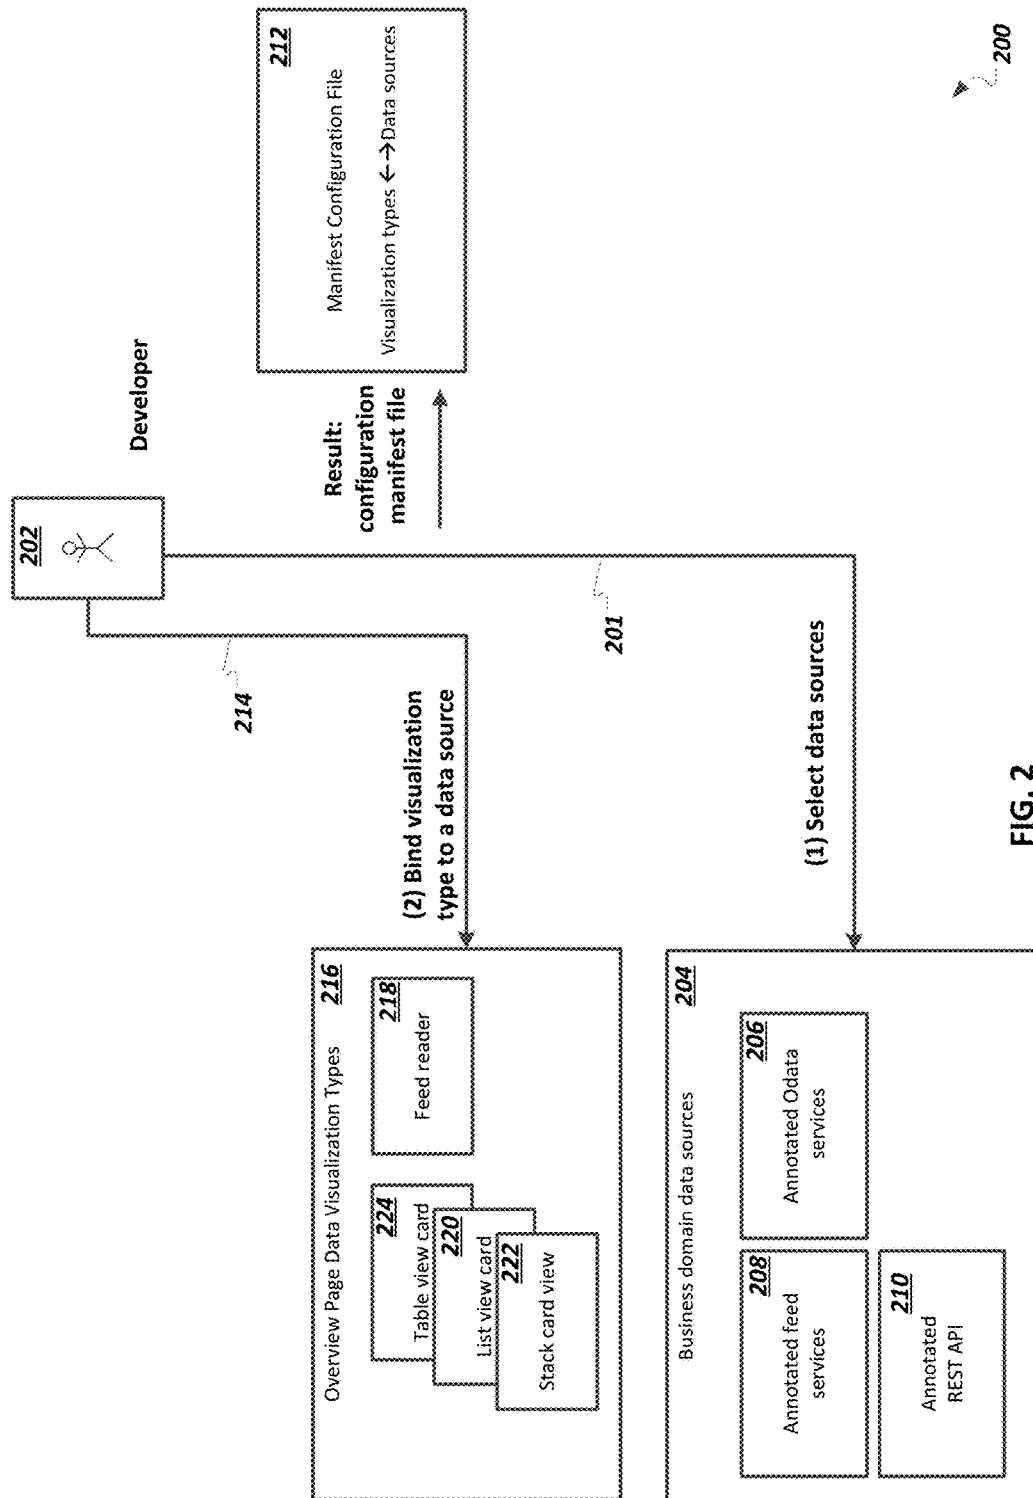 202
Developer
214
(2) Bind visualization
type to a data source
201
(1) Select data sources
Result:
configuration
manifest file
212
Manifest Configuration File
Visualization types ←→Data sources
Overview Page Data Visualization Types
216
224
Table view card
220
List view card
222
Stack card view
218
Feed reader
Business domain data sources
204
208
Annotated feed
services
206
Annotated Odata
services
210
Annotated
REST API
200
FIG. 2